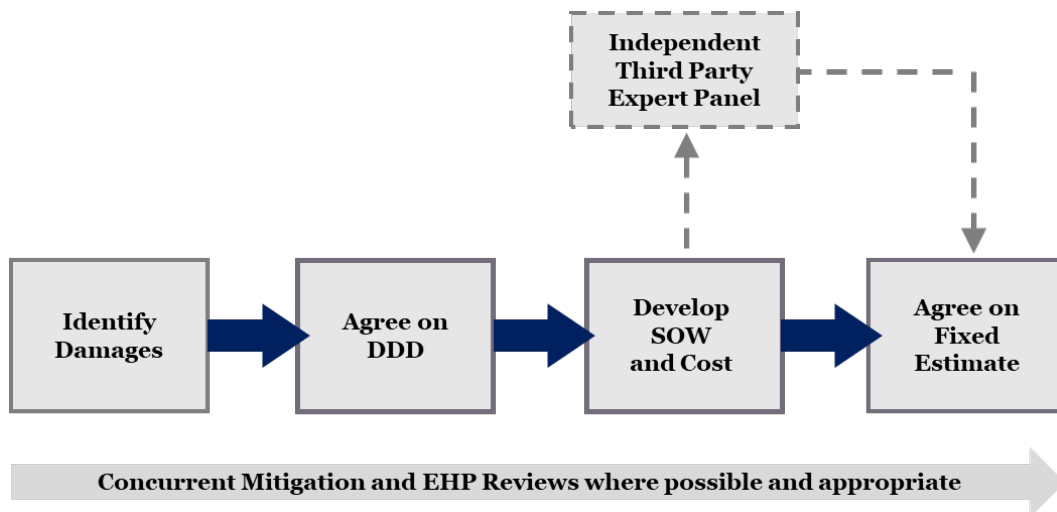 Independent
Third Party
Expert Panel
Identify
Damages
Agree on
DDD
Develop
SOW
and Cost
Agree on
Fixed
Estimate
Concurrent Mitigation and EHP Reviews where possible and appropriate